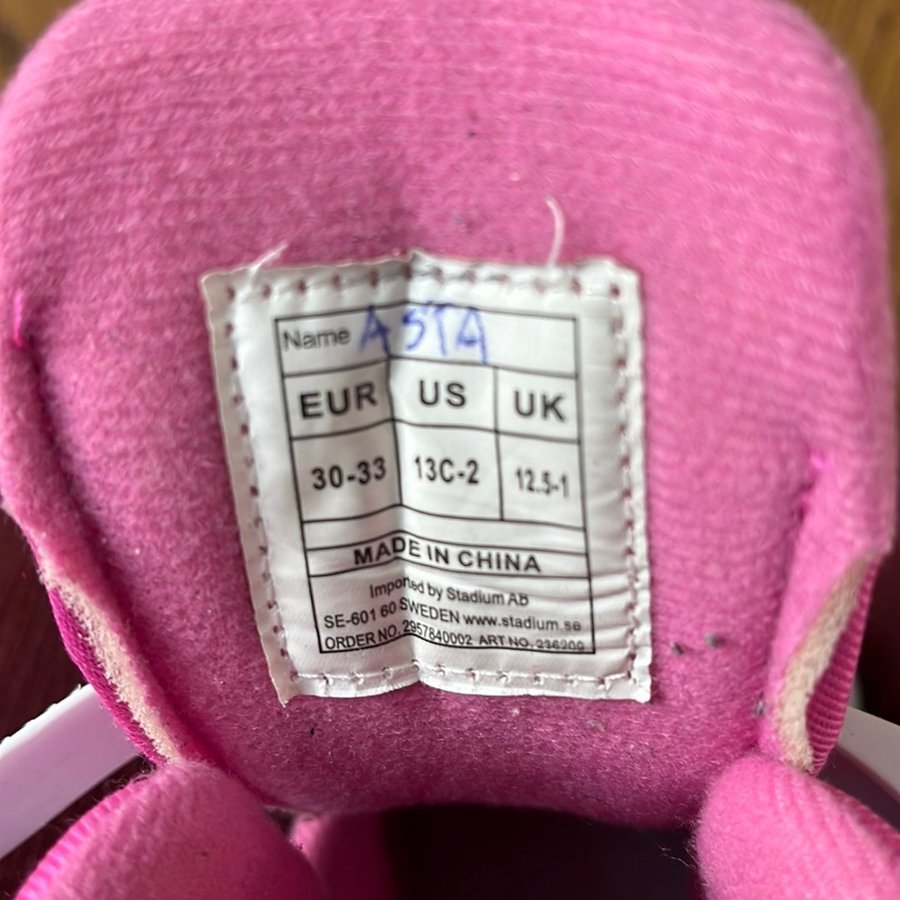 Name ASTA
EUR US UK
30-33 13C-2 12.5-1
MADE IN CHINA
Imported by Stadium AB
SE-601 60 SWEDEN www.stadium.se
ORDER NO. 2957840002 ART NO. 236209